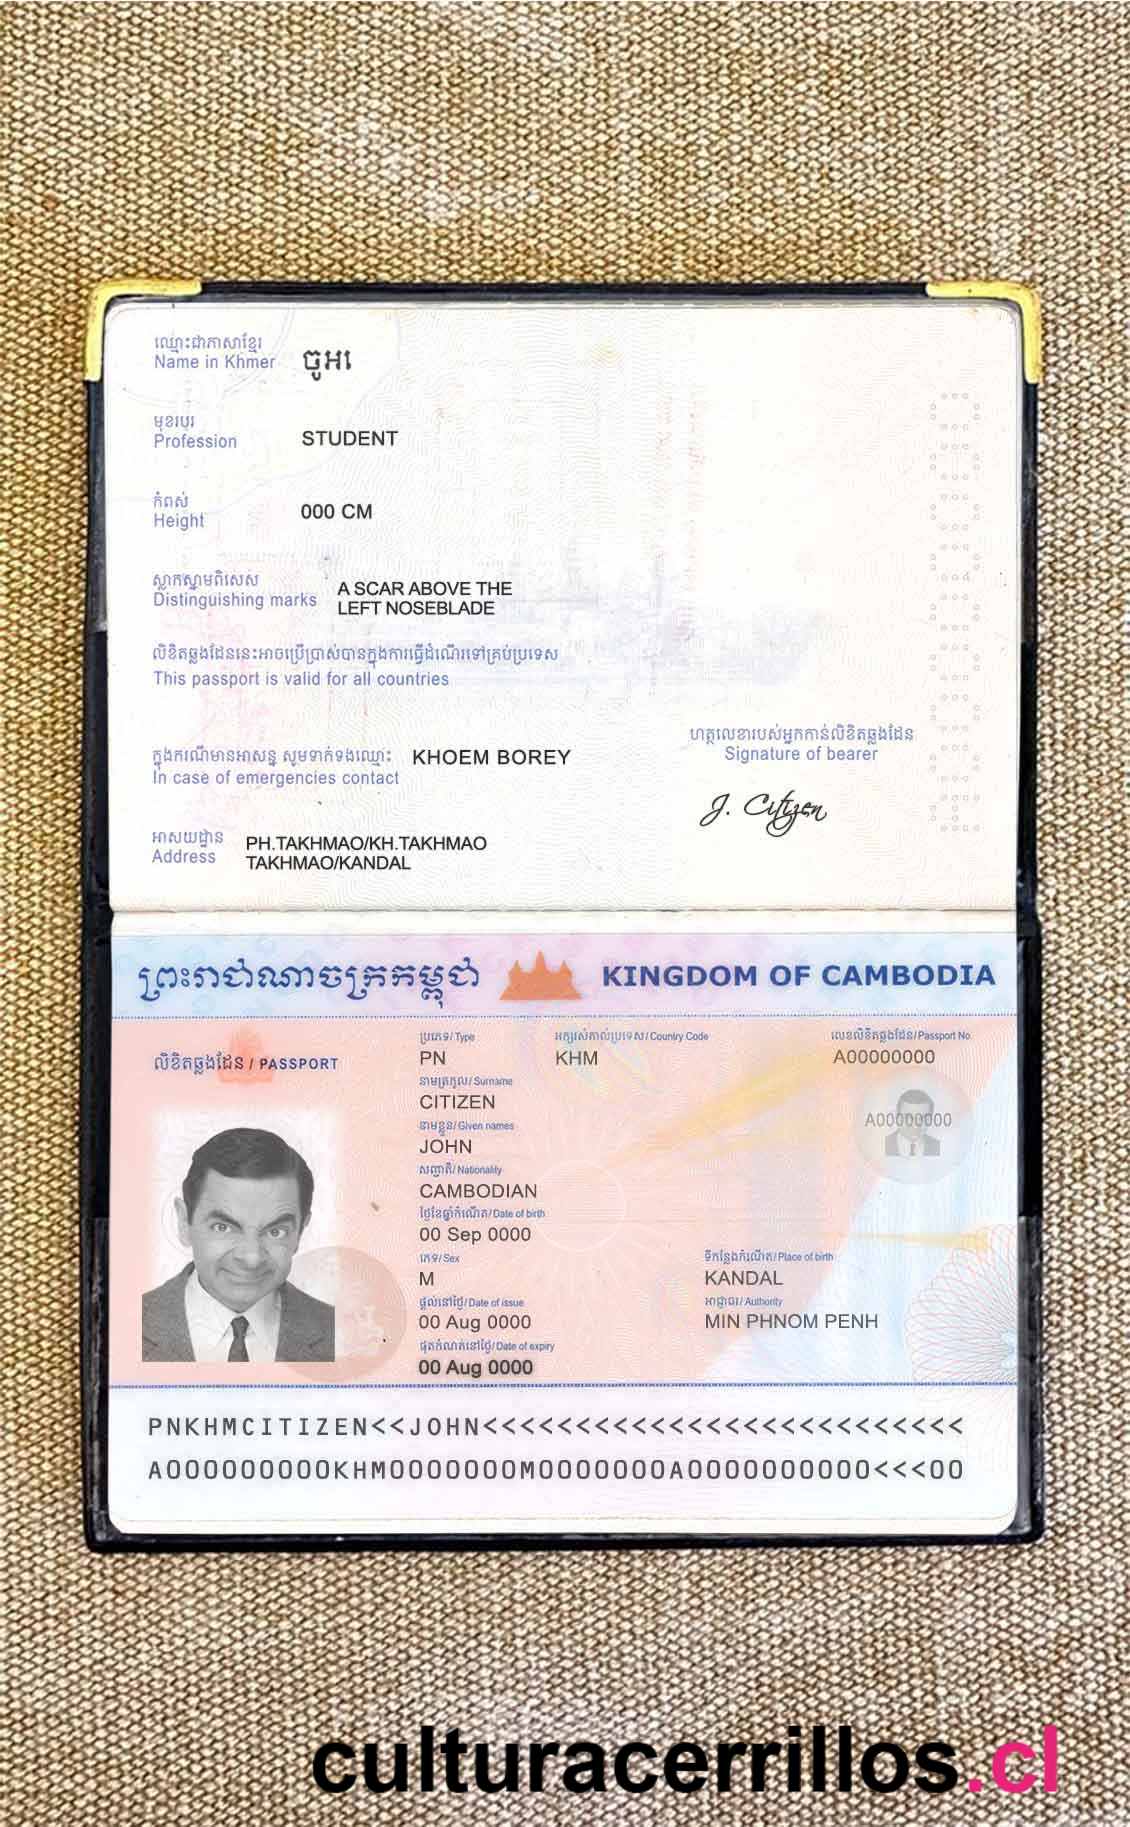 ឈ្មោះជាភាសាខ្មែរ
Name in Khmer
ចូអរ
មុខរបរ
Profession
STUDENT
កំពស់
Height
000 CM
ស្លាកស្នាមពិសេស
Distinguishing marks
A SCAR ABOVE THE
LEFT NOSEBLADE
លិខិតឆ្លងដែននេះអាចប្រើប្រាស់បានក្នុងការធ្វើដំណើរទៅគ្រប់ប្រទេស
This passport is valid for all countries
ក្នុងករណីមានអាសន្ន សូមទាក់ទងឈ្មោះ
In case of emergencies contact
KHOEM BOREY
ហត្ថលេខារបស់អ្នកកាន់លិខិតឆ្លងដែន
Signature of bearer
J. Citizen
អាសយដ្ឋាន
Address
PH.TAKHMAO/KH.TAKHMAO
TAKHMAO/KANDAL
ព្រះរាជាណាចក្រកម្ពុជា KINGDOM OF CAMBODIA
លិខិតឆ្លងដែន / PASSPORT
ប្រភេទ/ Type
PN
អក្សរសំគាល់ប្រទេស/ Country Code
KHM
លេខលិខិតឆ្លងដែន/ Passport No.
A00000000
A00000000
នាមត្រកូល/ Surname
CITIZEN
នាមខ្លួន/ Given names
JOHN
សញ្ជាតិ/ Nationality
CAMBODIAN
ថ្ងៃខែឆ្នាំកំណើត/ Date of birth
00 Sep 0000
ភេទ/ Sex
M
ទីកន្លែងកំណើត/ Place of birth
KANDAL
ផ្តល់នៅថ្ងៃ/ Date of issue
00 Aug 0000
អាជ្ញាធរ/ Authority
MIN PHNOM PENH
ផុតកំណត់នៅថ្ងៃ/ Date of expiry
00 Aug 0000
PNKHMCITIZEN<<JOHN<<<<<<<<<<<<<<<<<<<<<<<<<<
A000000000KHM0000000M0000000A0000000000<<<00
culturacerrillos.cl